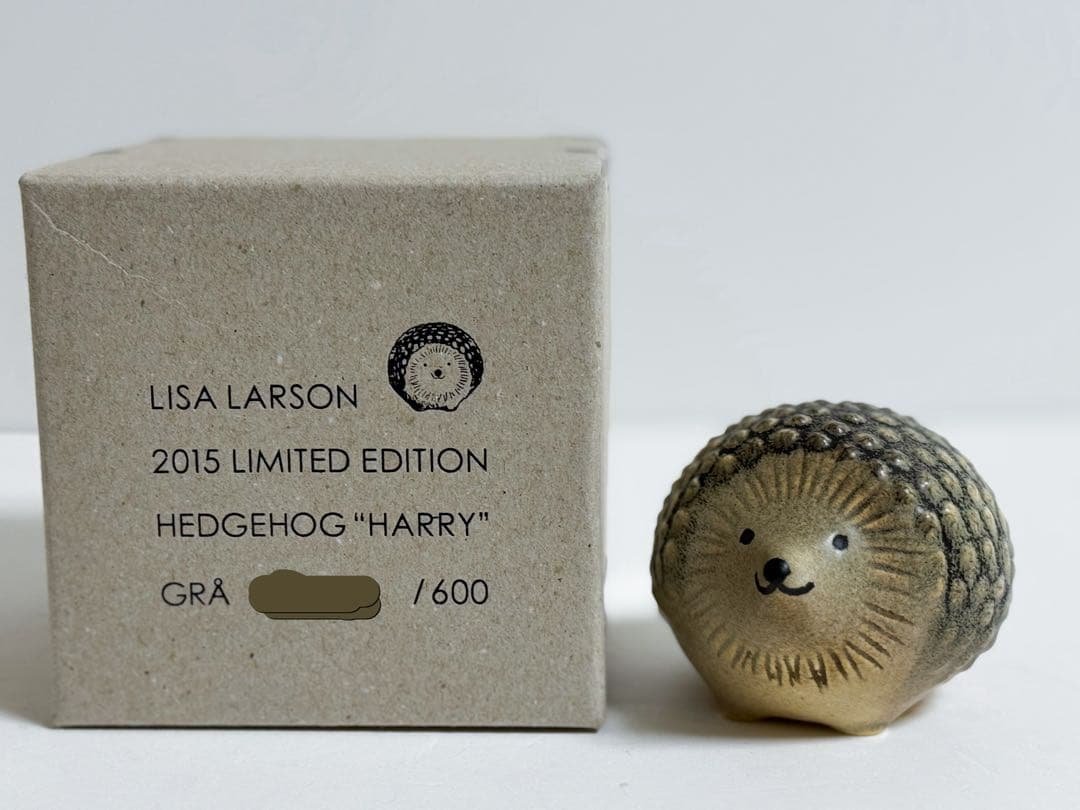 LISA LARSON
2015 LIMITED EDITION
HEDGEHOG “HARRY”
GRÅ /600